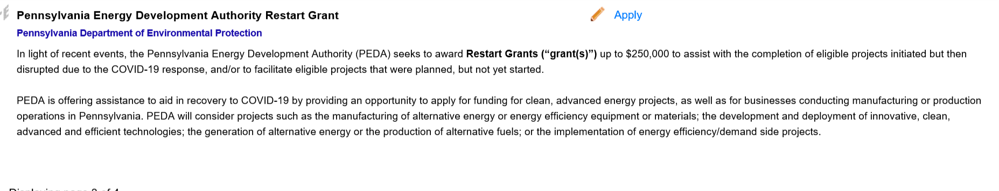 Pennsylvania Energy Development Authority Restart Grant
Apply
Pennsylvania Department of Environmental Protection
In light of recent events, the Pennsylvania Energy Development Authority (PEDA) seeks to award Restart Grants (“grant(s)”) up to $250,000 to assist with the completion of eligible projects initiated but then
disrupted due to the COVID-19 response, and/or to facilitate eligible projects that were planned, but not yet started.
PEDA is offering assistance to aid in recovery to COVID-19 by providing an opportunity to apply for funding for clean, advanced energy projects, as well as for businesses conducting manufacturing or production
operations in Pennsylvania. PEDA will consider projects such as the manufacturing of alternative energy or energy efficiency equipment or materials; the development and deployment of innovative, clean,
advanced and efficient technologies; the generation of alternative energy or the production of alternative fuels; or the implementation of energy efficiency/demand side projects.
Displaying page of 4